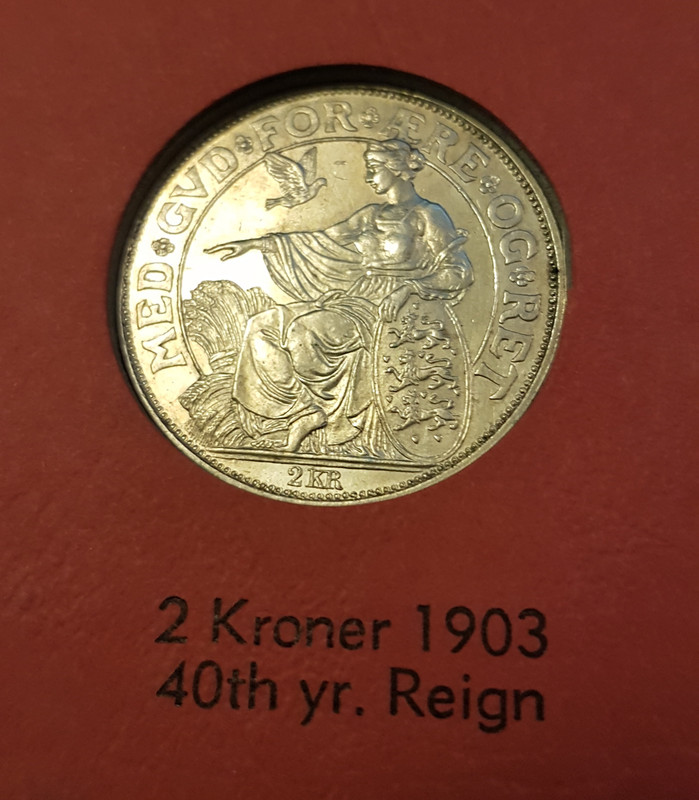 MED GVD FOR ÆRE OG RET
2 KR
2 Kroner 1903
40th yr. Reign